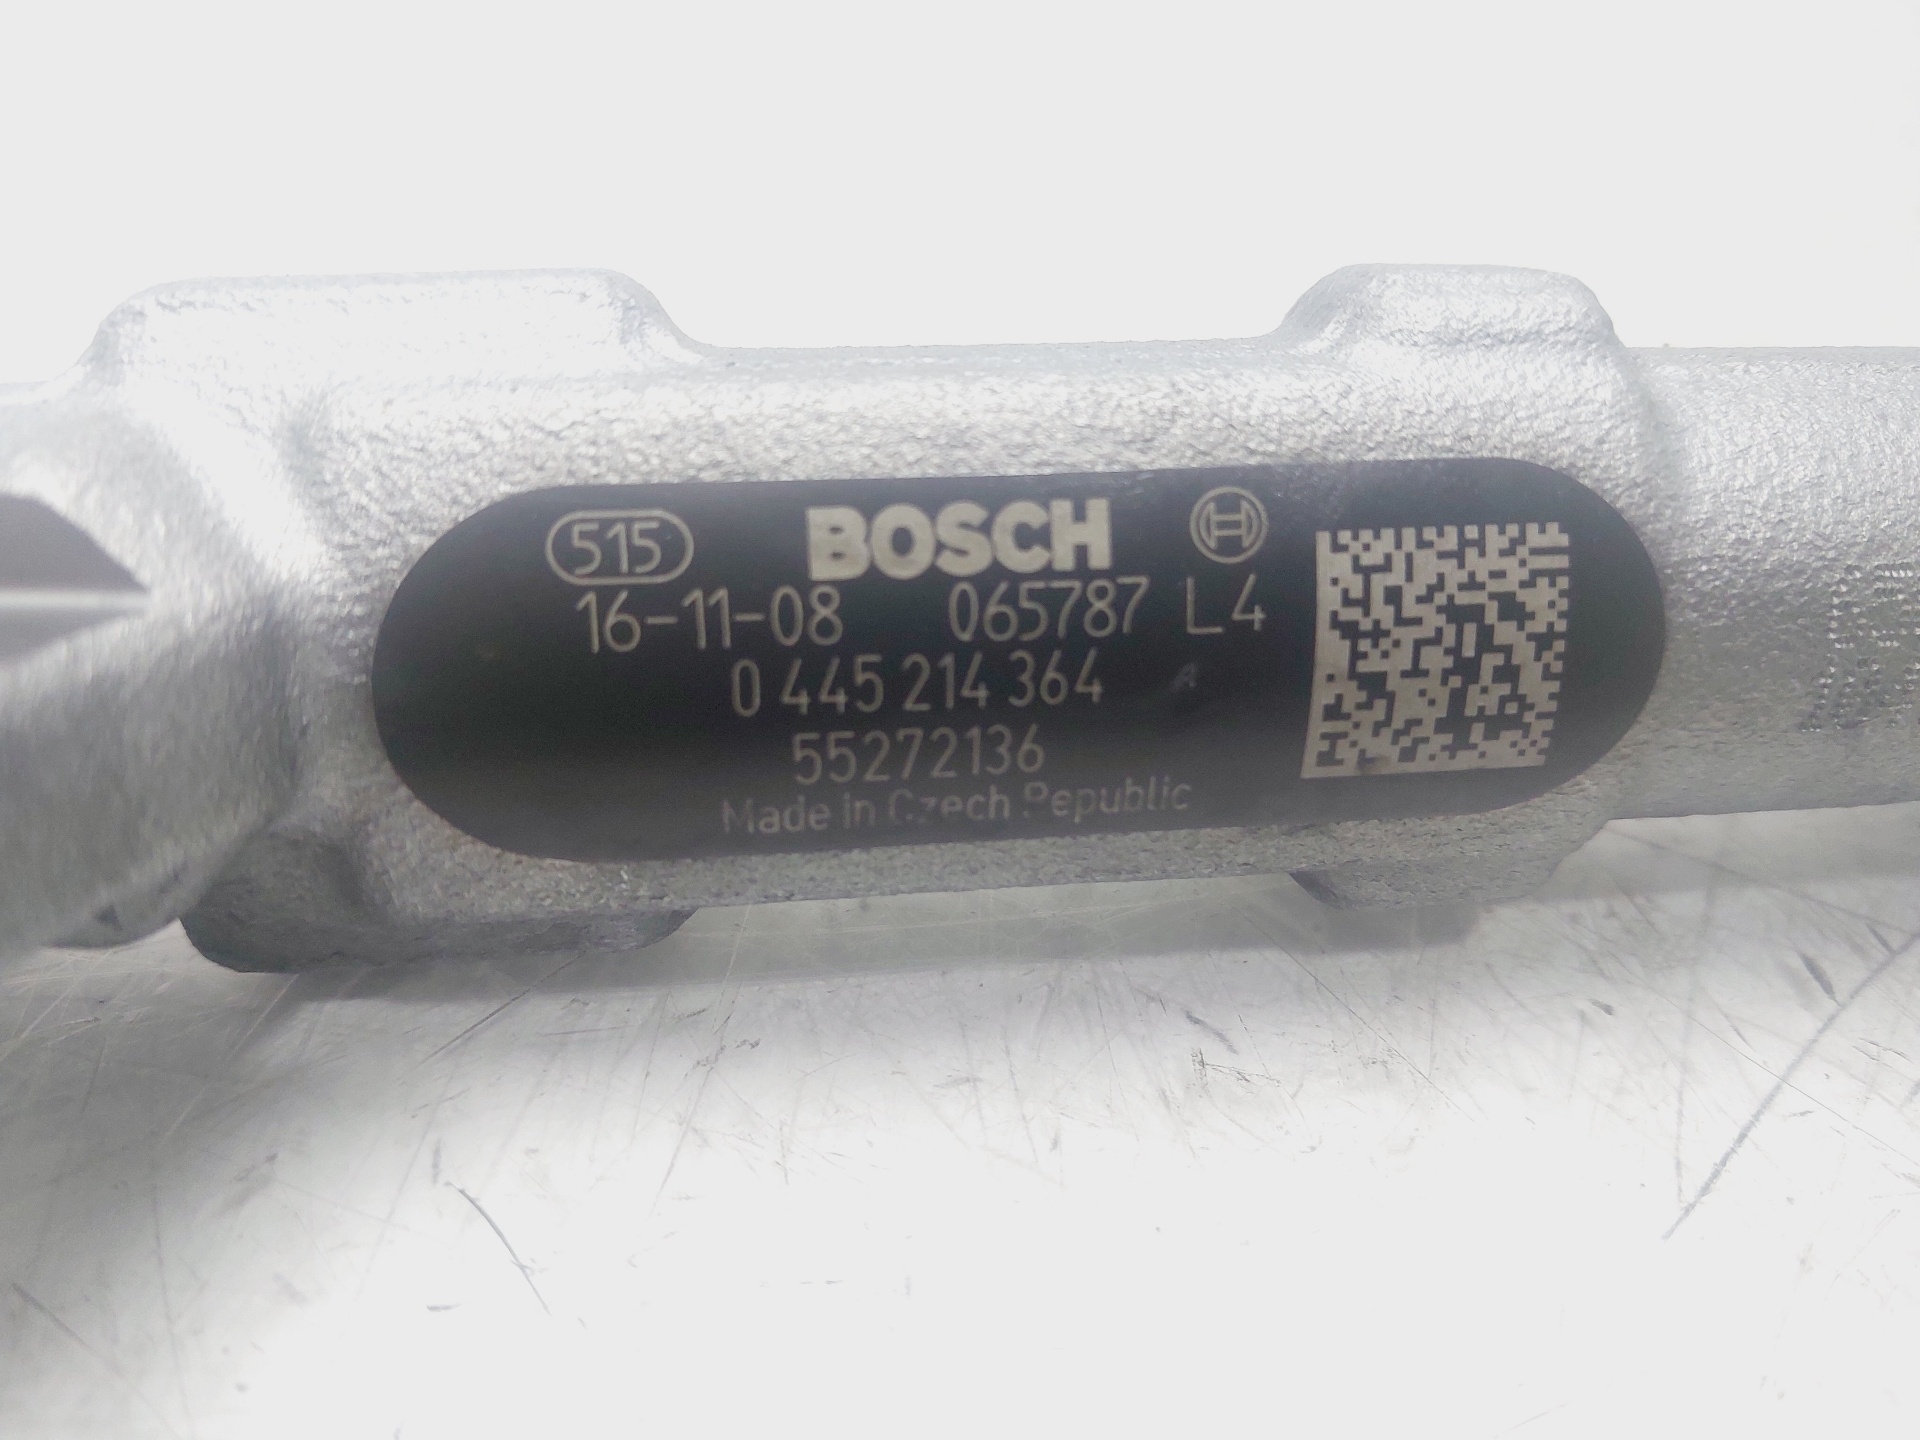 515 BOSCH
16-11-08 065787 L4
0 445 214 364
55272136
Made in Czech Republic